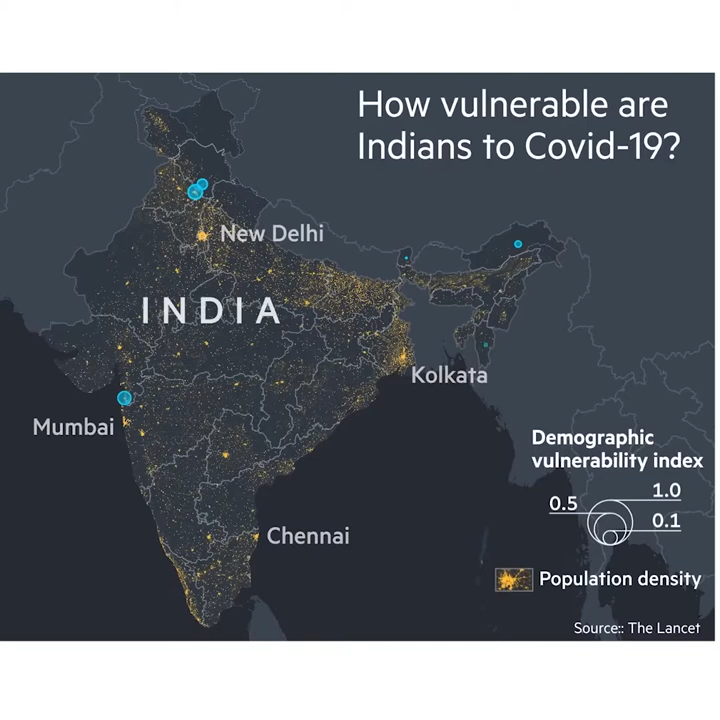 How vulnerable are
Indians to Covid-19?
New Delhi
INDIA
Kolkata
Mumbai
Demographic
vulnerability index
1.0
0.5
0.1
Chennai
Population density
Source:: The Lancet